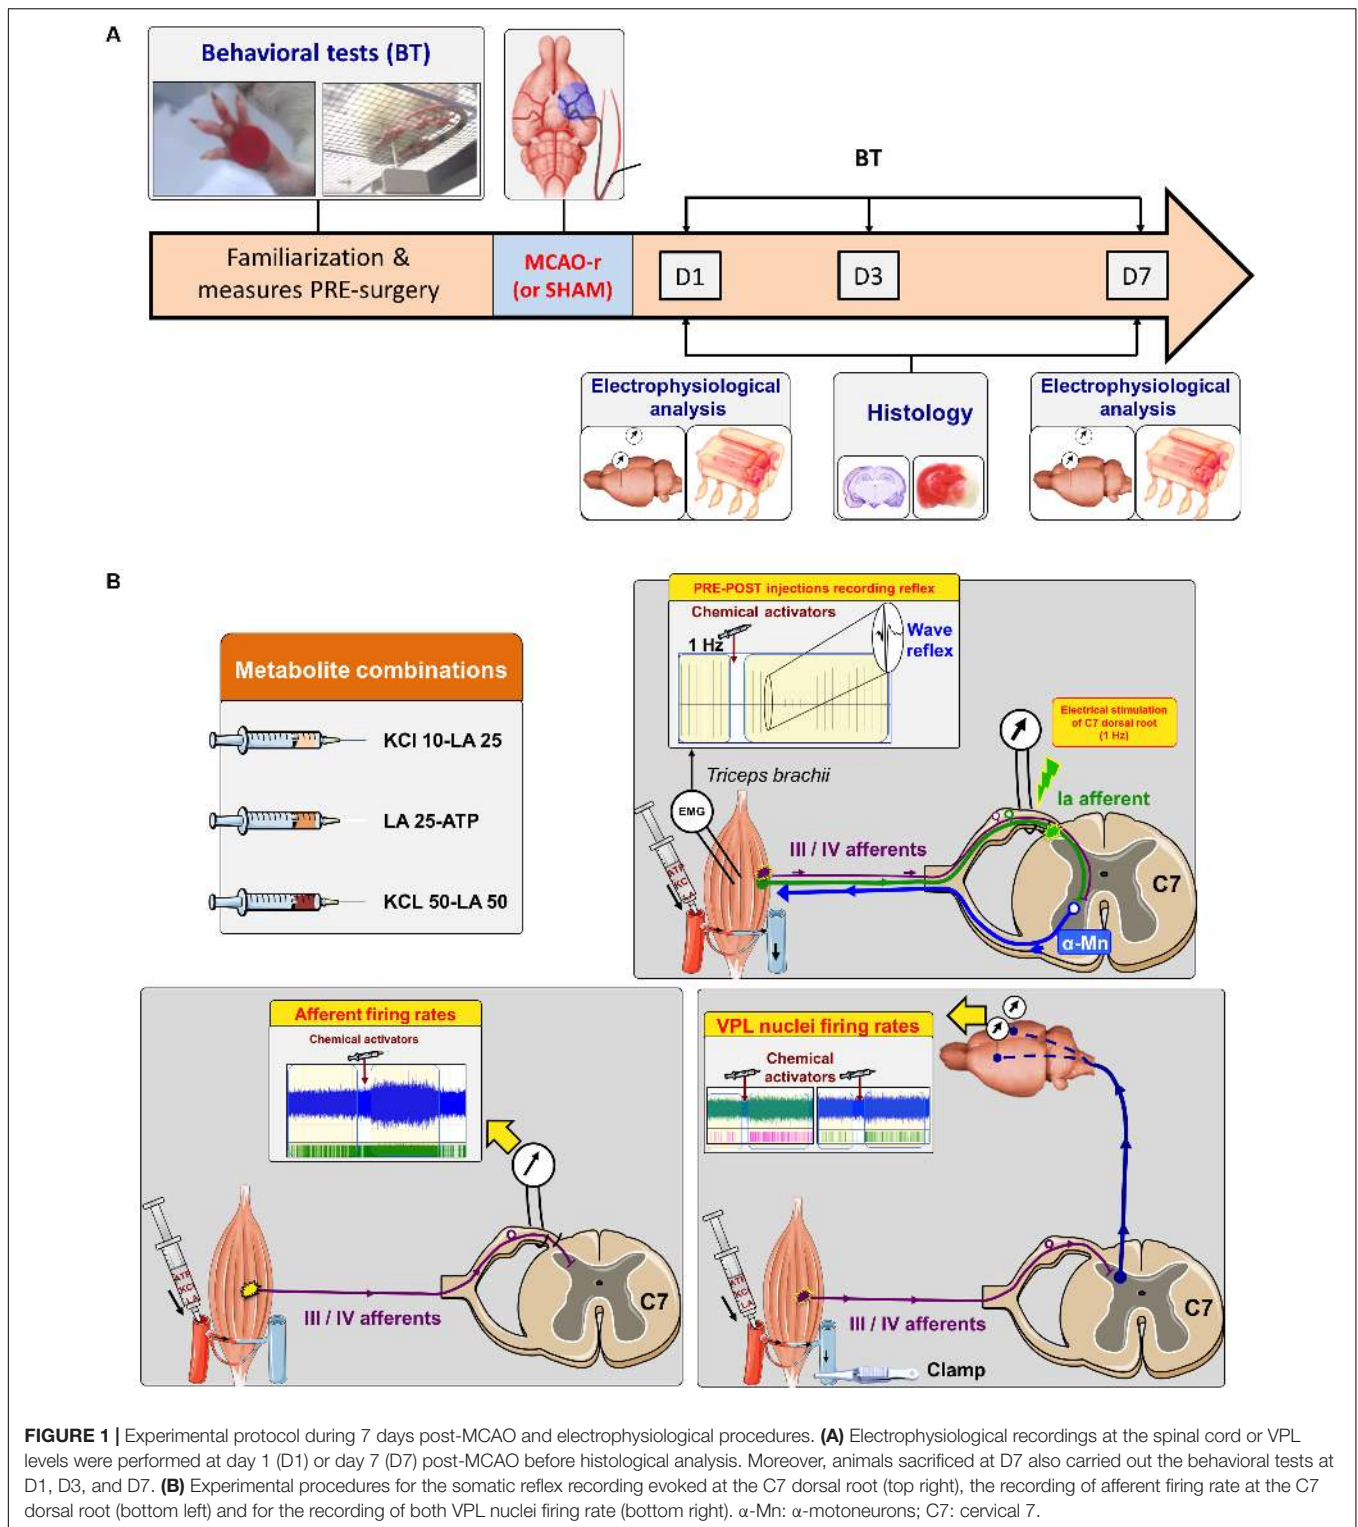 A
Behavioral tests (BT)
BT
Familiarization &
measures PRE-surgery
MCAO-r
(or SHAM)
D1
D3
D7
Electrophysiological
analysis
Histology
Electrophysiological
analysis
B
Metabolite combinations
KCl 10-LA 25
LA 25-ATP
KCL 50-LA 50
PRE-POST injections recording reflex
Chemical activators
1 Hz
Wave
reflex
Electrical stimulation
of C7 dorsal root
(1 Hz)
Triceps brachii
EMG
Ia afferent
III / IV afferents
ATP
KCl
LA
C7
α-Mn
Afferent firing rates
Chemical activators
ATP
KCl
LA
III / IV afferents
C7
VPL nuclei firing rates
Chemical
activators
ATP
KCl
LA
III / IV afferents
C7
Clamp
FIGURE 1 | Experimental protocol during 7 days post-MCAO and electrophysiological procedures. (A) Electrophysiological recordings at the spinal cord or VPL
levels were performed at day 1 (D1) or day 7 (D7) post-MCAO before histological analysis. Moreover, animals sacrificed at D7 also carried out the behavioral tests at
D1, D3, and D7. (B) Experimental procedures for the somatic reflex recording evoked at the C7 dorsal root (top right), the recording of afferent firing rate at the C7
dorsal root (bottom left) and for the recording of both VPL nuclei firing rate (bottom right). α-Mn: α-motoneurons; C7: cervical 7.